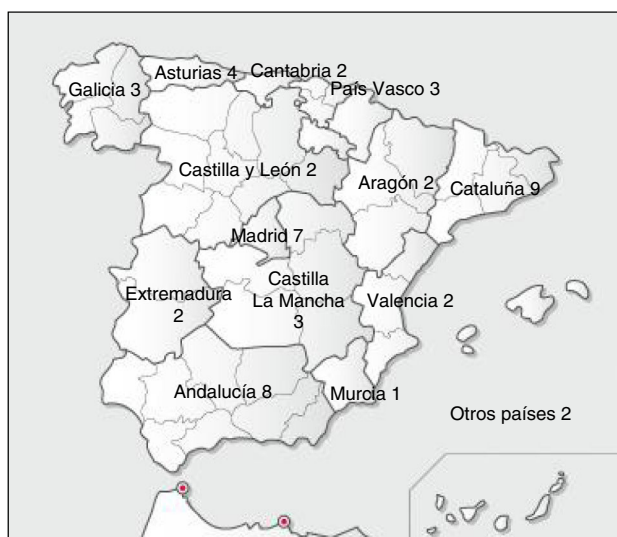 Asturias 4
Cantabria 2
Galicia 3
País Vasco 3
Castilla y León 2
Aragón 2
Cataluña 9
Madrid 7
Castilla
La Mancha
3
Extremadura
2
Valencia 2
Andalucía 8
Murcia 1
Otros países 2